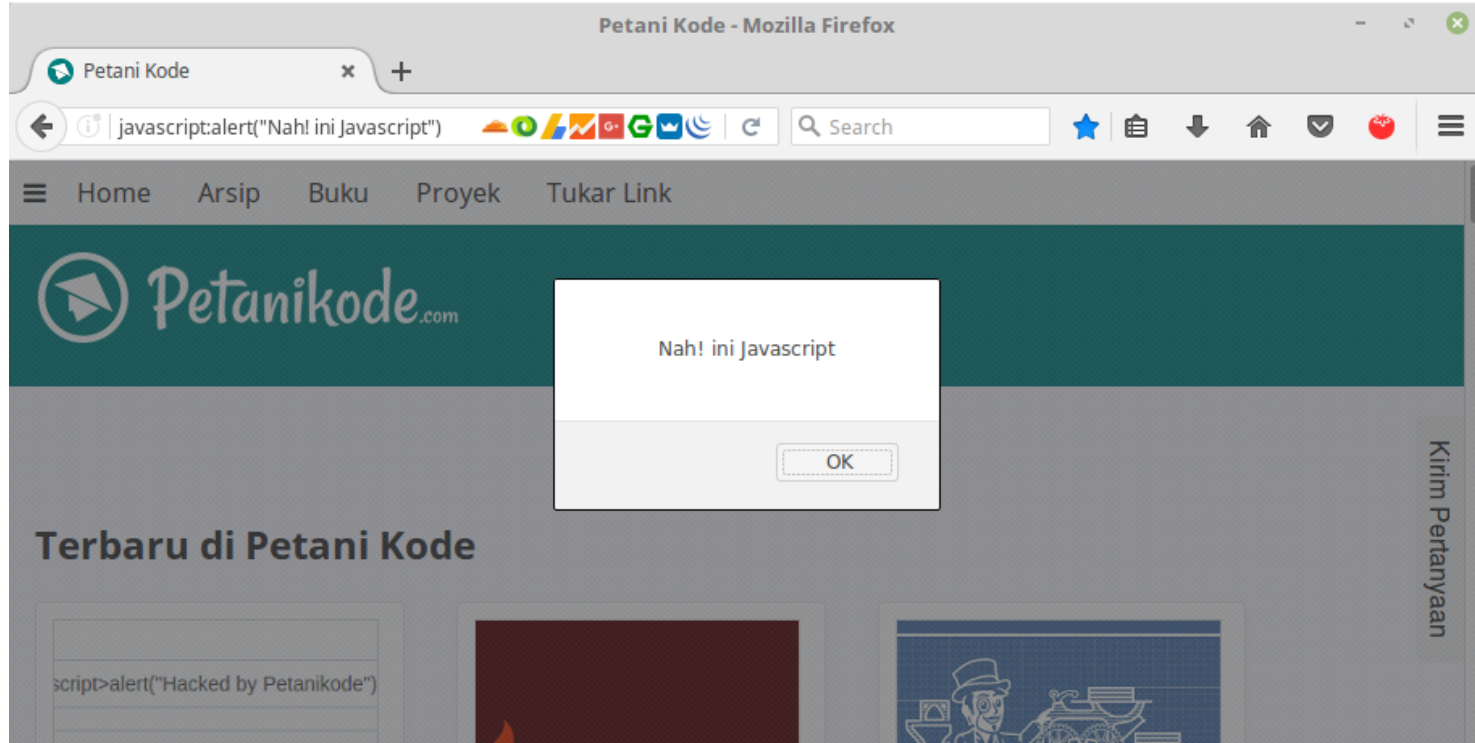 Petani Kode - Mozilla Firefox
Petani Kode
javascript:alert("Nah! ini Javascript")
Search
Home Arsip Buku Proyek Tukar Link
Petanikode.com
Nah! ini Javascript
OK
Kirim Pertanyaan
Terbaru di Petani Kode
script>alert("Hacked by Petanikode")